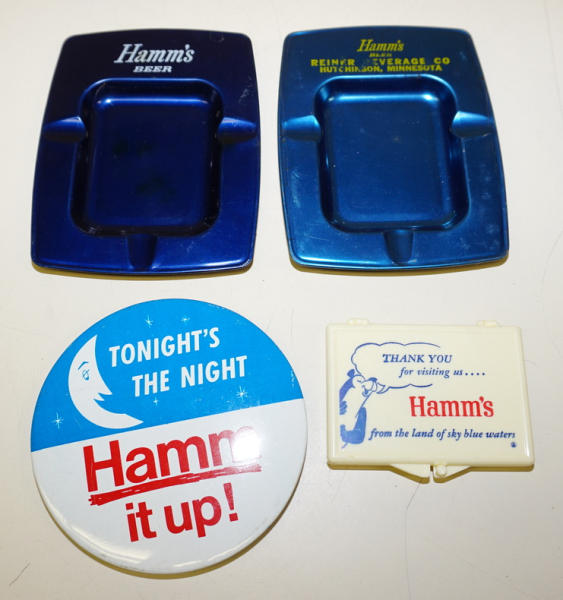 Hamm's
BEER
Hamm's
BEER
REINER BEVERAGE CO
HUTCHINSON, MINNESOTA
TONIGHT'S
THE NIGHT
Hamm
it up!
THANK YOU
for visiting us....
Hamm's
from the land of sky blue waters